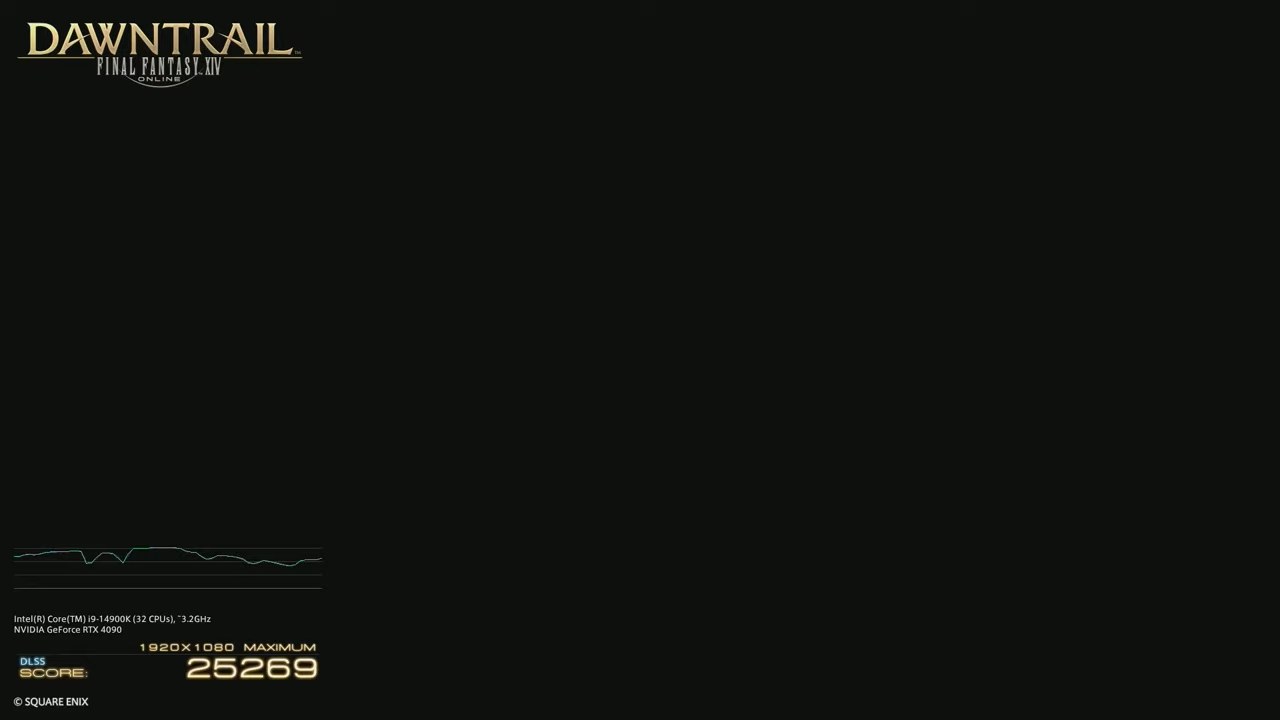 DAWNTRAIL™
FINAL FANTASY XIV
ONLINE
Intel(R) Core(TM) i9-14900K (32 CPUs), ~3.2GHz
NVIDIA GeForce RTX 4090
1920X1080 MAXIMUM
DLSS
SCORE: 25269
© SQUARE ENIX